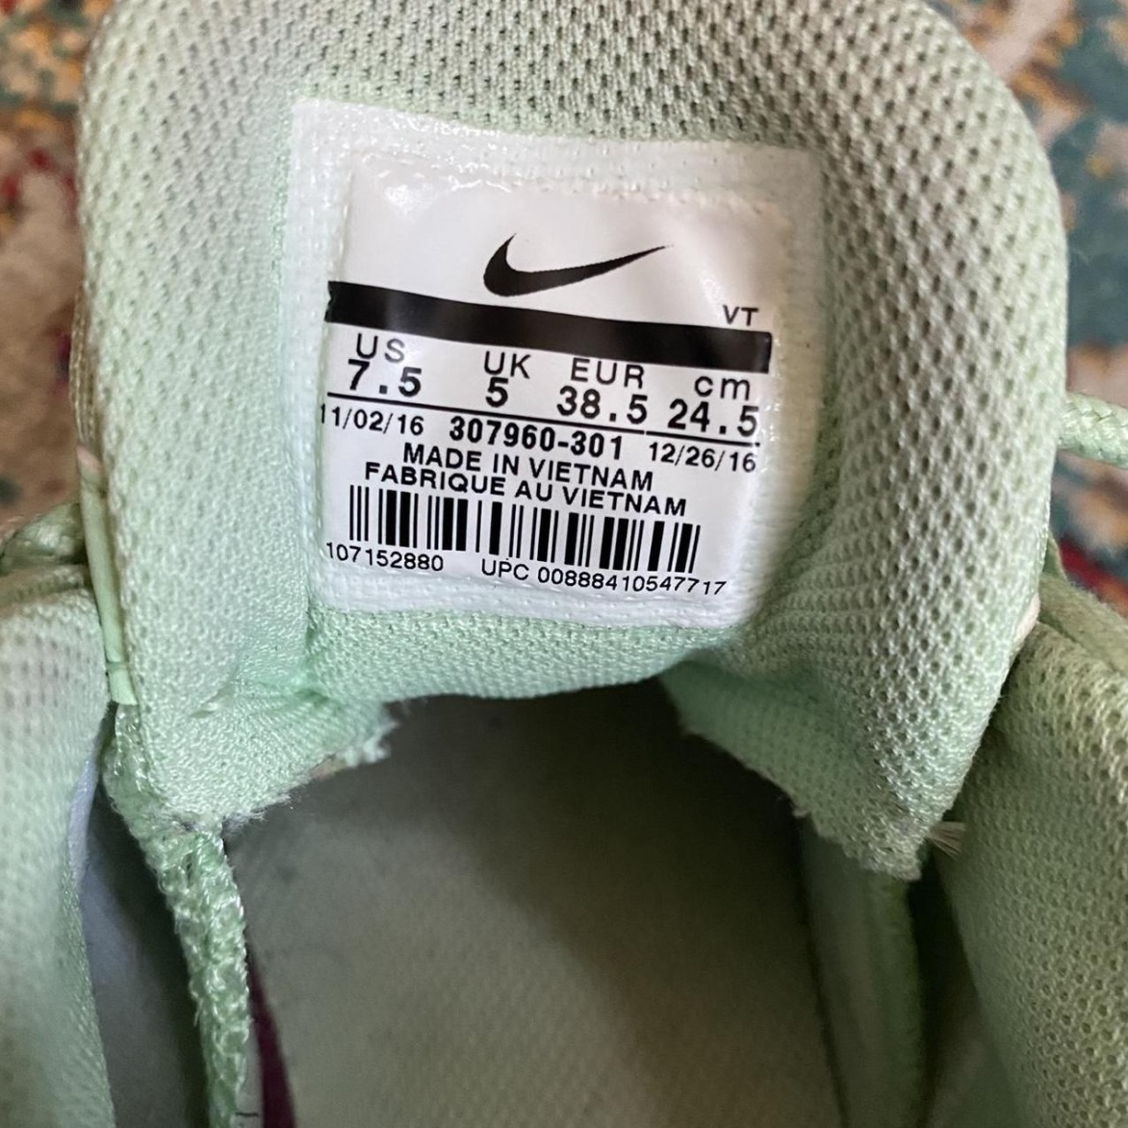 VT
US UK EUR cm
7.5 5 38.5 24.5
11/02/16 307960-301 12/26/16
MADE IN VIETNAM
FABRIQUE AU VIETNAM
107152880 UPC 00888410547717